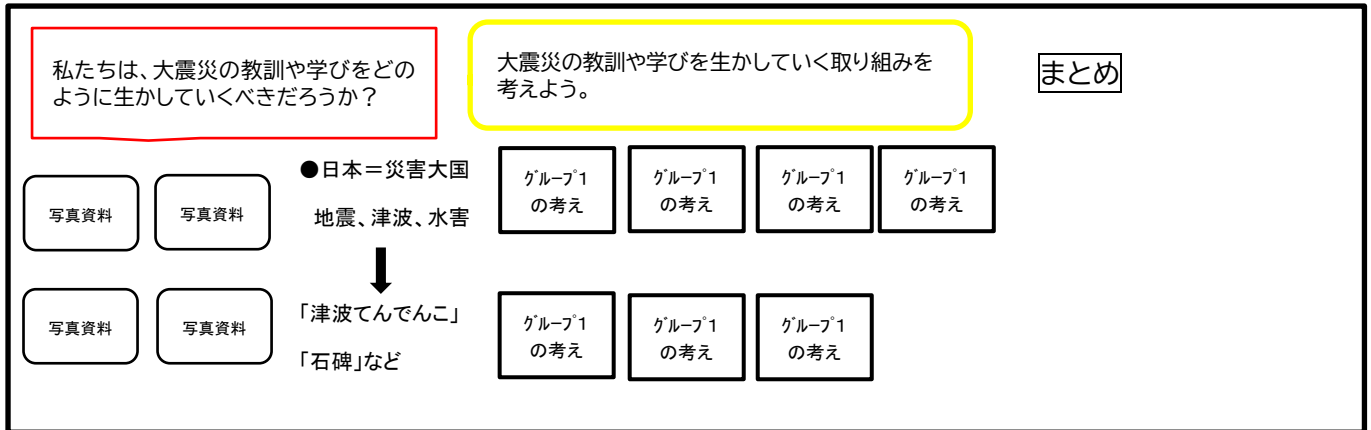 私たちは、大震災の教訓や学びをどの
ように生かしていくべきだろうか？
大震災の教訓や学びを生かしていく取り組みを
考えよう。
まとめ
写真資料
写真資料
写真資料
写真資料
●日本＝災害大国
地震、津波、水害
「津波てんでんこ」
「石碑」など
ｸﾞﾙｰﾌﾟ1
の考え
ｸﾞﾙｰﾌﾟ1
の考え
ｸﾞﾙｰﾌﾟ1
の考え
ｸﾞﾙｰﾌﾟ1
の考え
ｸﾞﾙｰﾌﾟ1
の考え
ｸﾞﾙｰﾌﾟ1
の考え
ｸﾞﾙｰﾌﾟ1
の考え